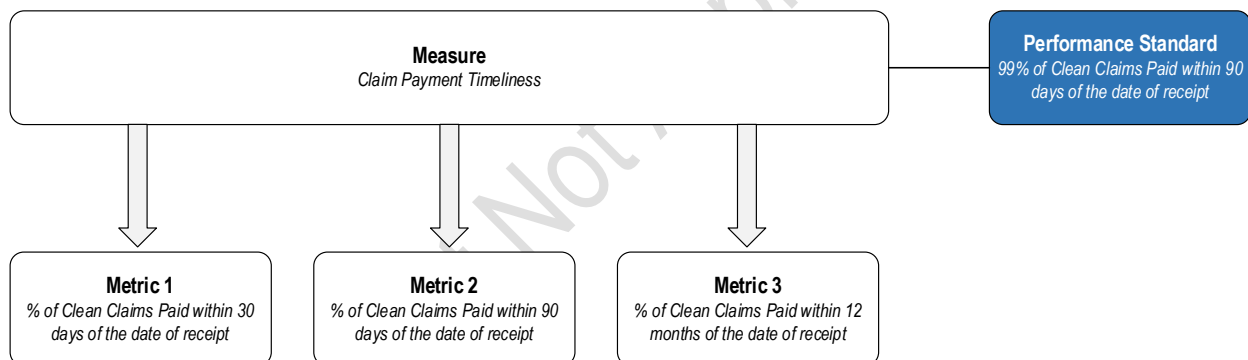 Measure
Claim Payment Timeliness
Performance Standard
99% of Clean Claims Paid within 90
days of the date of receipt
Not
Metric 1
% of Clean Claims Paid within 30
days of the date of receipt
Metric 2
% of Clean Claims Paid within 90
days of the date of receipt
Metric 3
% of Clean Claims Paid within 12
months of the date of receipt